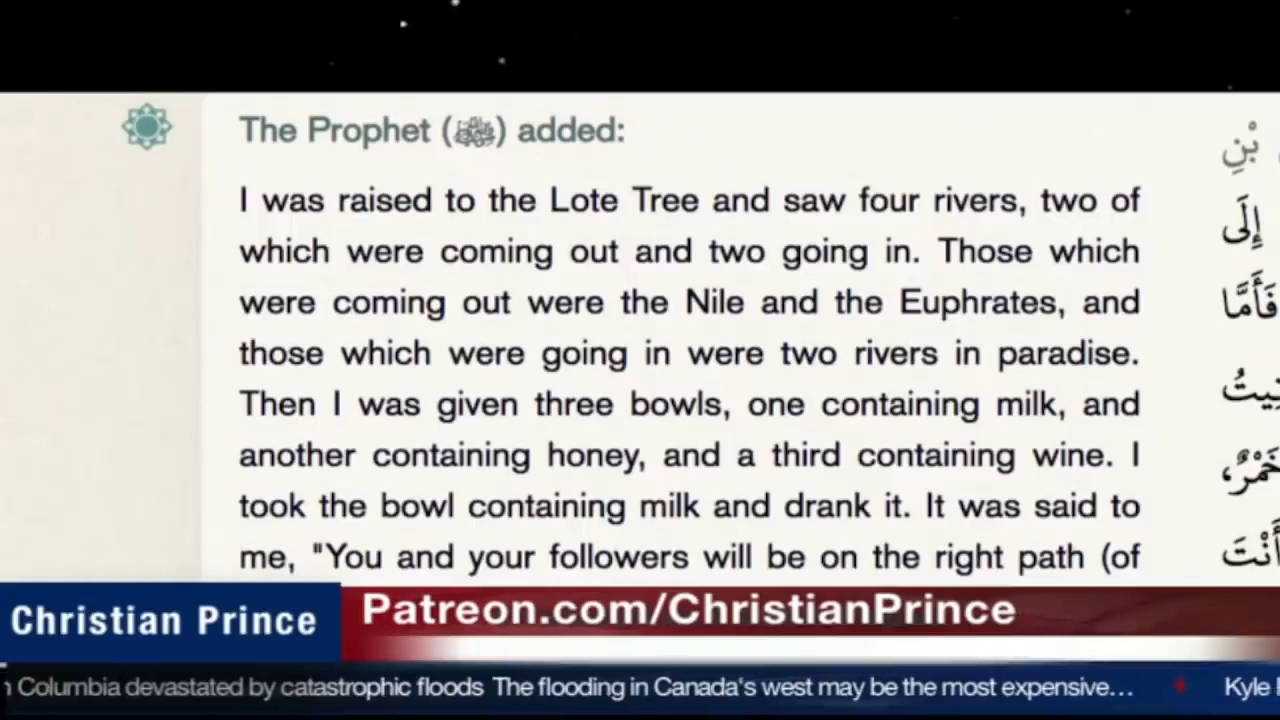 The Prophet (ﷺ) added:
I was raised to the Lote Tree and saw four rivers, two of
which were coming out and two going in. Those which
were coming out were the Nile and the Euphrates, and
those which were going in were two rivers in paradise.
Then I was given three bowls, one containing milk, and
another containing honey, and a third containing wine. I
took the bowl containing milk and drank it. It was said to
me, "You and your followers will be on the right path (of
بْنِ
إِلَى
فَأَمَّا
خَمْرٌ،
أَنْتَ
Christian Prince
Patreon.com/ChristianPrince
Columbia devastated by catastrophic floods The flooding in Canada's west may be the most expensive... Kyle